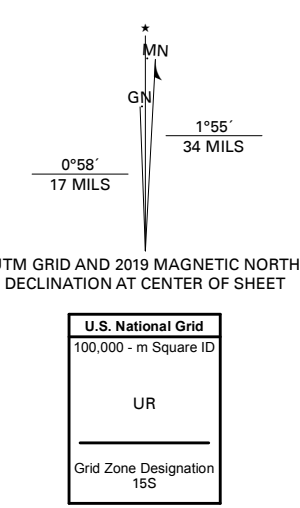 ★
MN
GN
1°55´
34 MILS
0°58´
17 MILS
UTM GRID AND 2019 MAGNETIC NORTH
DECLINATION AT CENTER OF SHEET
U.S. National Grid
100,000 - m Square ID
UR
Grid Zone Designation
15S